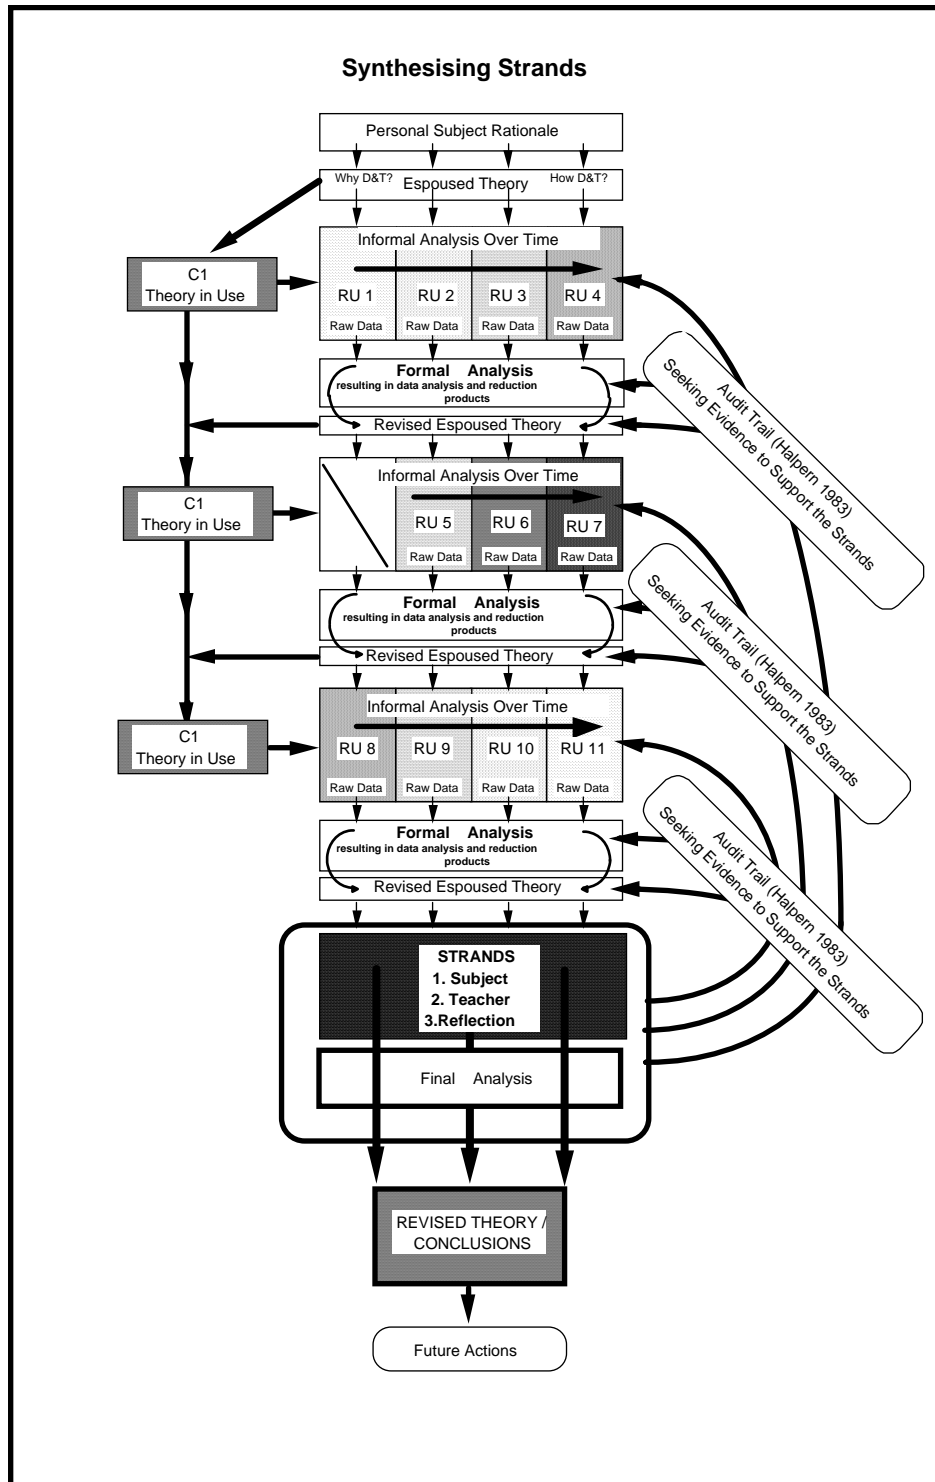 Synthesising Strands
Personal Subject Rationale
Why D&T?
Espoused Theory
How D&T?
Informal Analysis Over Time
C1
Theory in Use
RU 1
RU 2
RU 3
RU 4
Raw Data
Raw Data
Raw Data
Raw Data
Formal Analysis
resulting in data analysis and reduction
products
Revised Espoused Theory
Audit Trail (Halpern 1983)
Seeking Evidence to Support the Strands
Informal Analysis Over Time
C1
Theory in Use
RU 5
RU 6
RU 7
Raw Data
Raw Data
Raw Data
Formal Analysis
resulting in data analysis and reduction
products
Revised Espoused Theory
Audit Trail (Halpern 1983)
Seeking Evidence to Support the Strands
Informal Analysis Over Time
C1
Theory in Use
RU 8
RU 9
RU 10
RU 11
Raw Data
Raw Data
Raw Data
Raw Data
Formal Analysis
resulting in data analysis and reduction
products
Revised Espoused Theory
Audit Trail (Halpern 1983)
Seeking Evidence to Support the Strands
STRANDS
1. Subject
2. Teacher
3.Reflection
Final Analysis
REVISED THEORY /
CONCLUSIONS
Future Actions